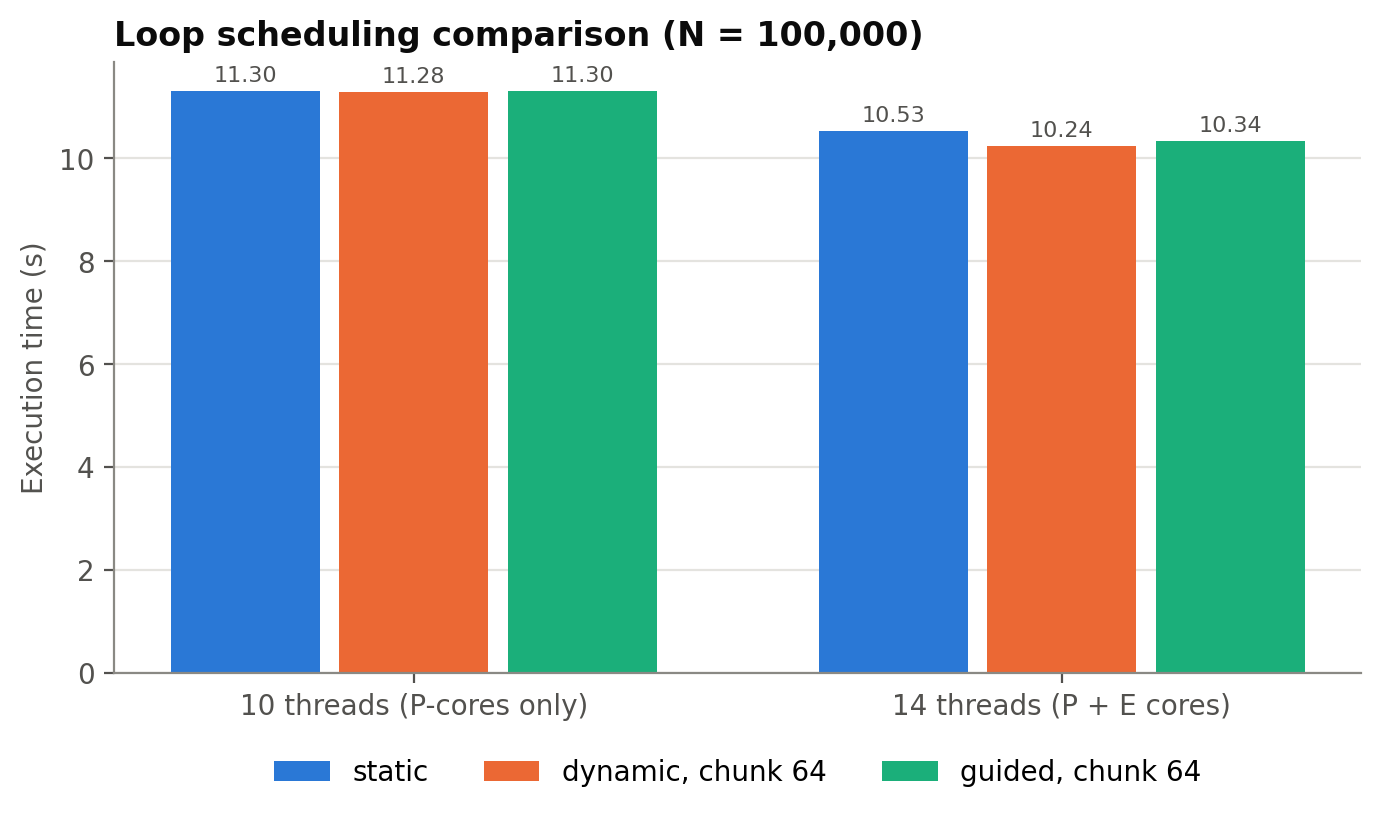 Loop scheduling comparison (N = 100,000)
11.30
11.28
11.30
10.53
10.24
10.34
Execution time (s)
10
8
6
4
2
0
10 threads (P-cores only)
14 threads (P + E cores)
static
dynamic, chunk 64
guided, chunk 64